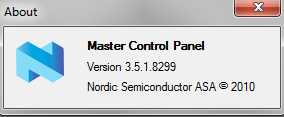 About
Master Control Panel
Version 3.5.1.8299
Nordic Semiconductor ASA © 2010